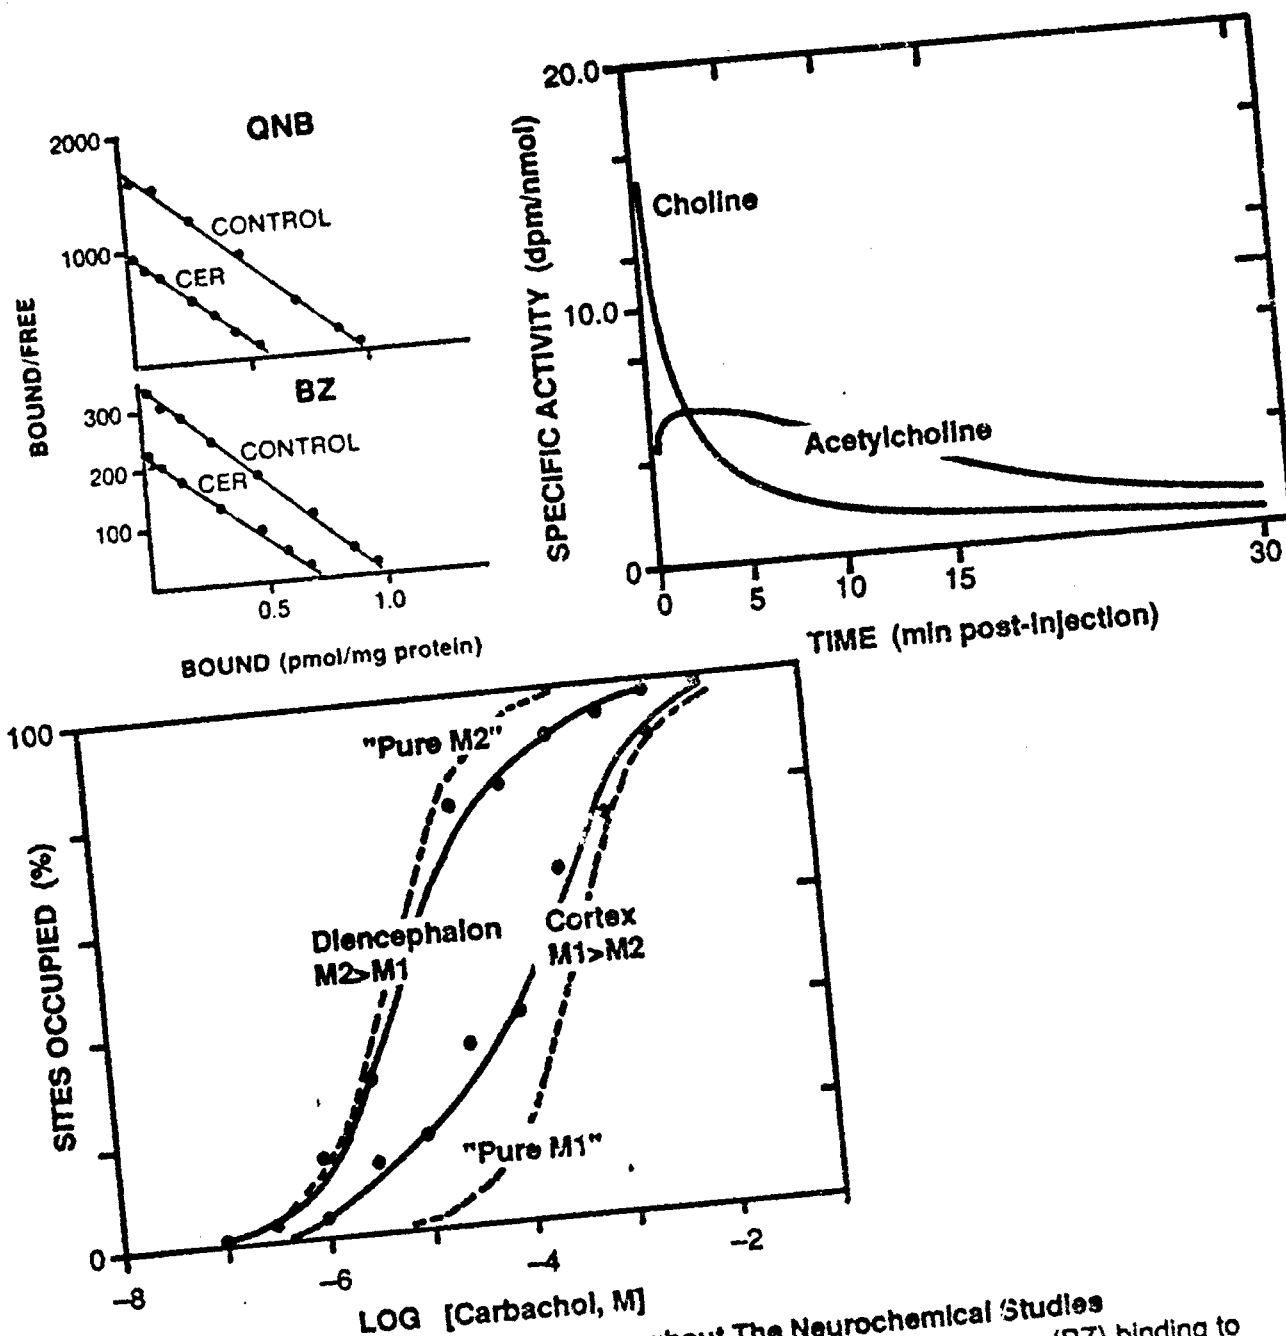 QNB
2000
1000
CONTROL
CER
BOUND/FREE
BZ
300
200
100
CONTROL
CER
0.5
1.0
BOUND (pmol/mg protein)
20.0
10.0
0
SPECIFIC ACTIVITY (dpm/nmol)
Choline
Acetylcholine
0
5
10
15
30
TIME (min post-injection)
100
0
SITES OCCUPIED (%)
"Pure M2"
Diencephalon
M2>M1
Cortex
M1>M2
"Pure M1"
-8
-6
-4
-2
LOG [Carbachol, M]
The Neurochemical Studies
(BZ) binding to